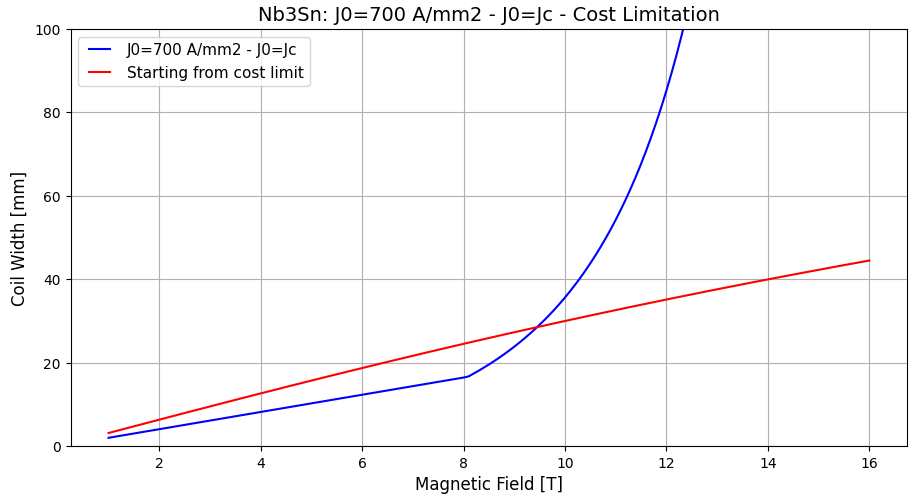 Nb3Sn: J0=700 A/mm2 - J0=Jc - Cost Limitation
J0=700 A/mm2 - J0=Jc
Starting from cost limit
Coil Width [mm]
100
80
60
40
20
0
2 4 6 8 10 12 14 16
Magnetic Field [T]